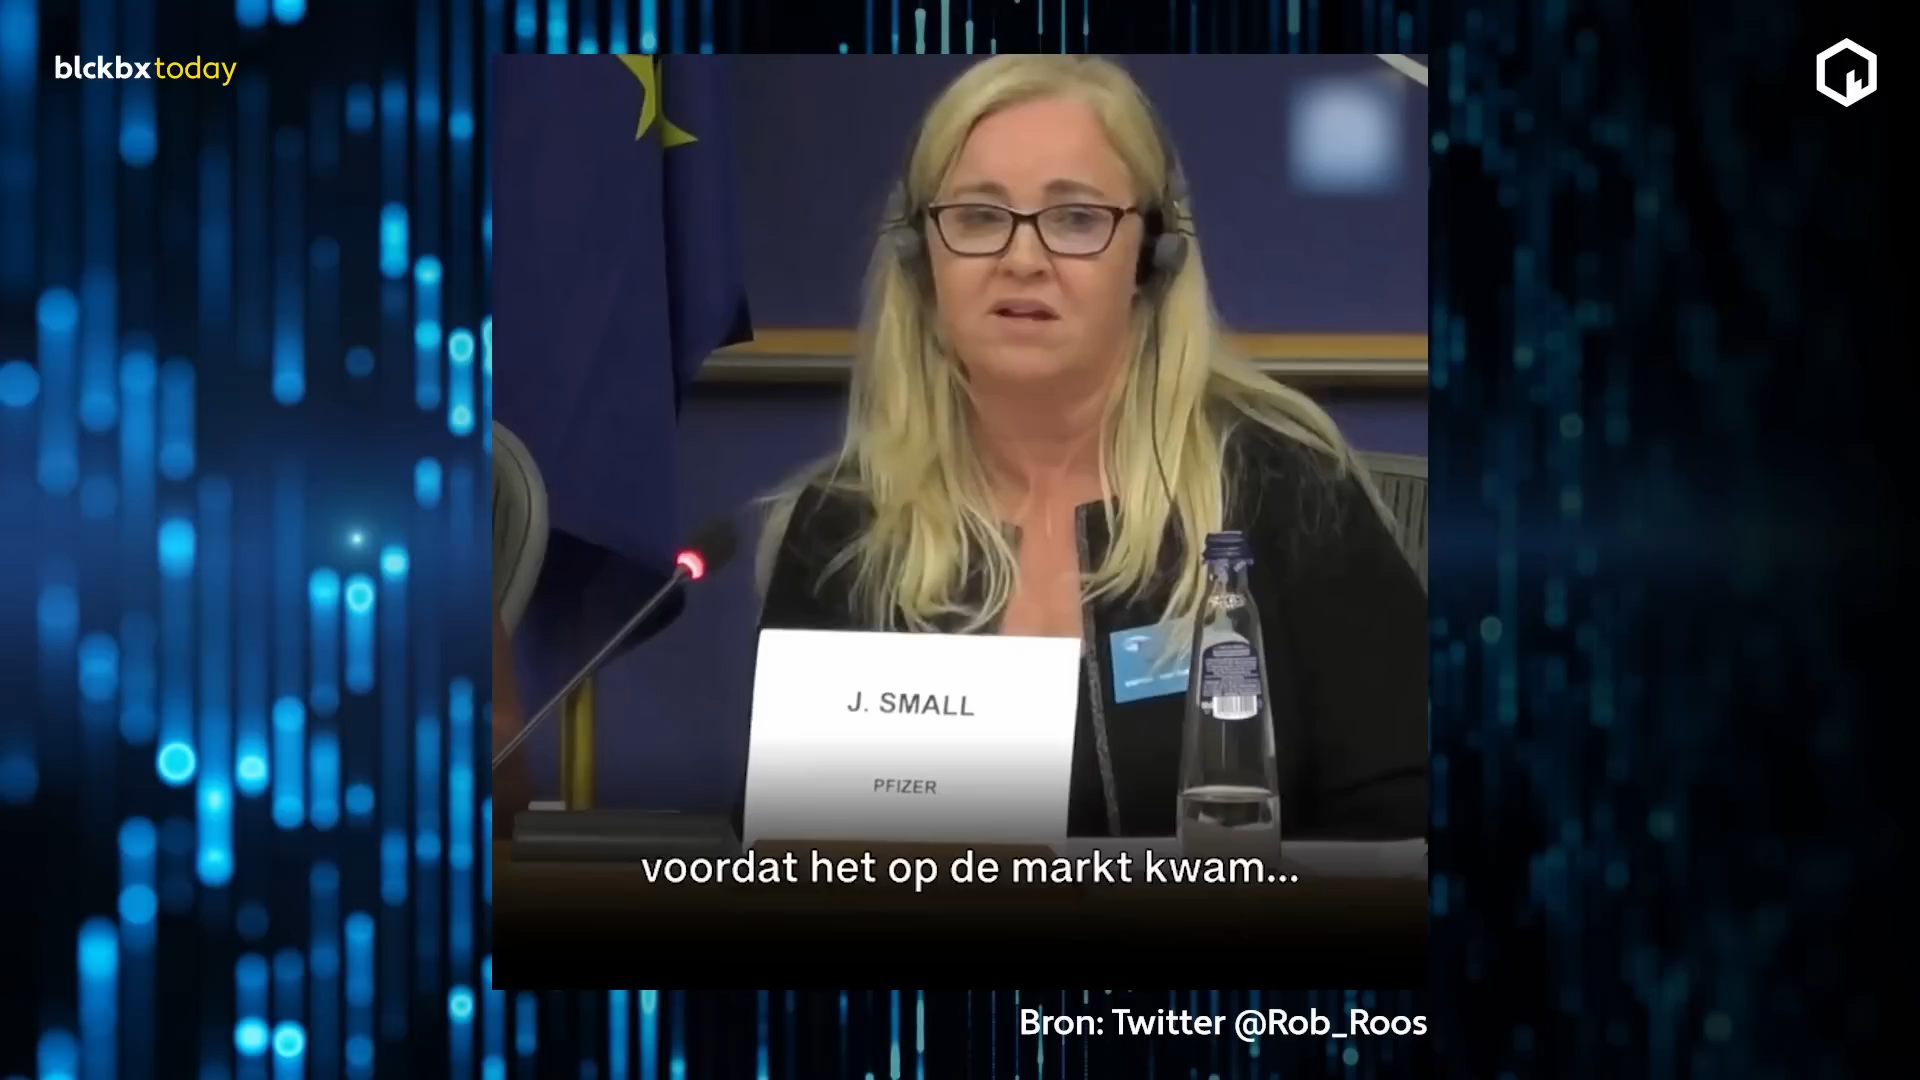 blckbxtoday
J. SMALL
PFIZER
voordat het op de markt kwam...
Bron: Twitter @Rob_Roos